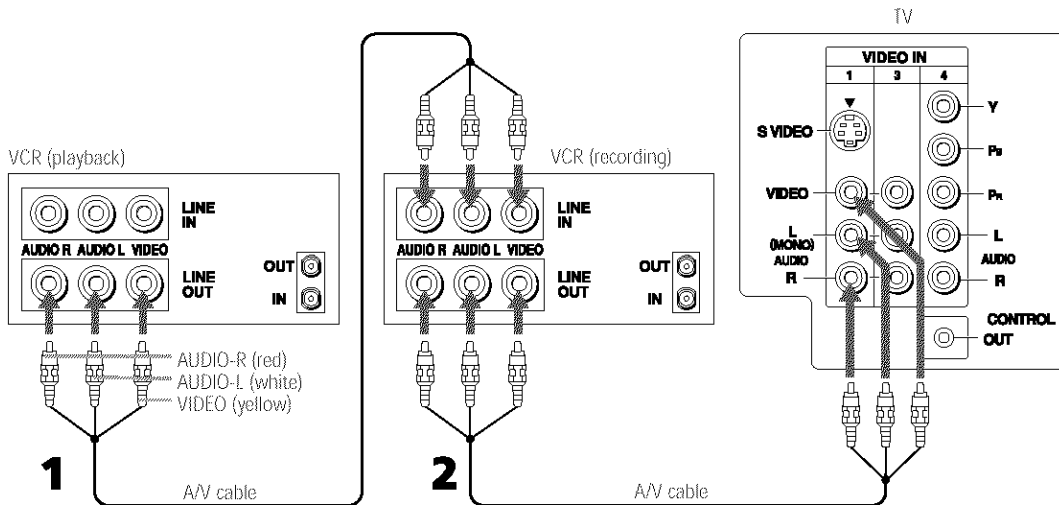 TV
VIDEO IN
1 3 4
S VIDEO
Y
PB
VIDEO
PR
L
(MONO)
AUDIO
R
L
AUDIO
R
CONTROL
OUT
VCR (playback)
LINE
IN
AUDIO R AUDIO L VIDEO
LINE
OUT
OUT
IN
AUDIO-R (red)
AUDIO-L (white)
VIDEO (yellow)
1
A/V cable
VCR (recording)
LINE
IN
AUDIO R AUDIO L VIDEO
LINE
OUT
OUT
IN
2
A/V cable